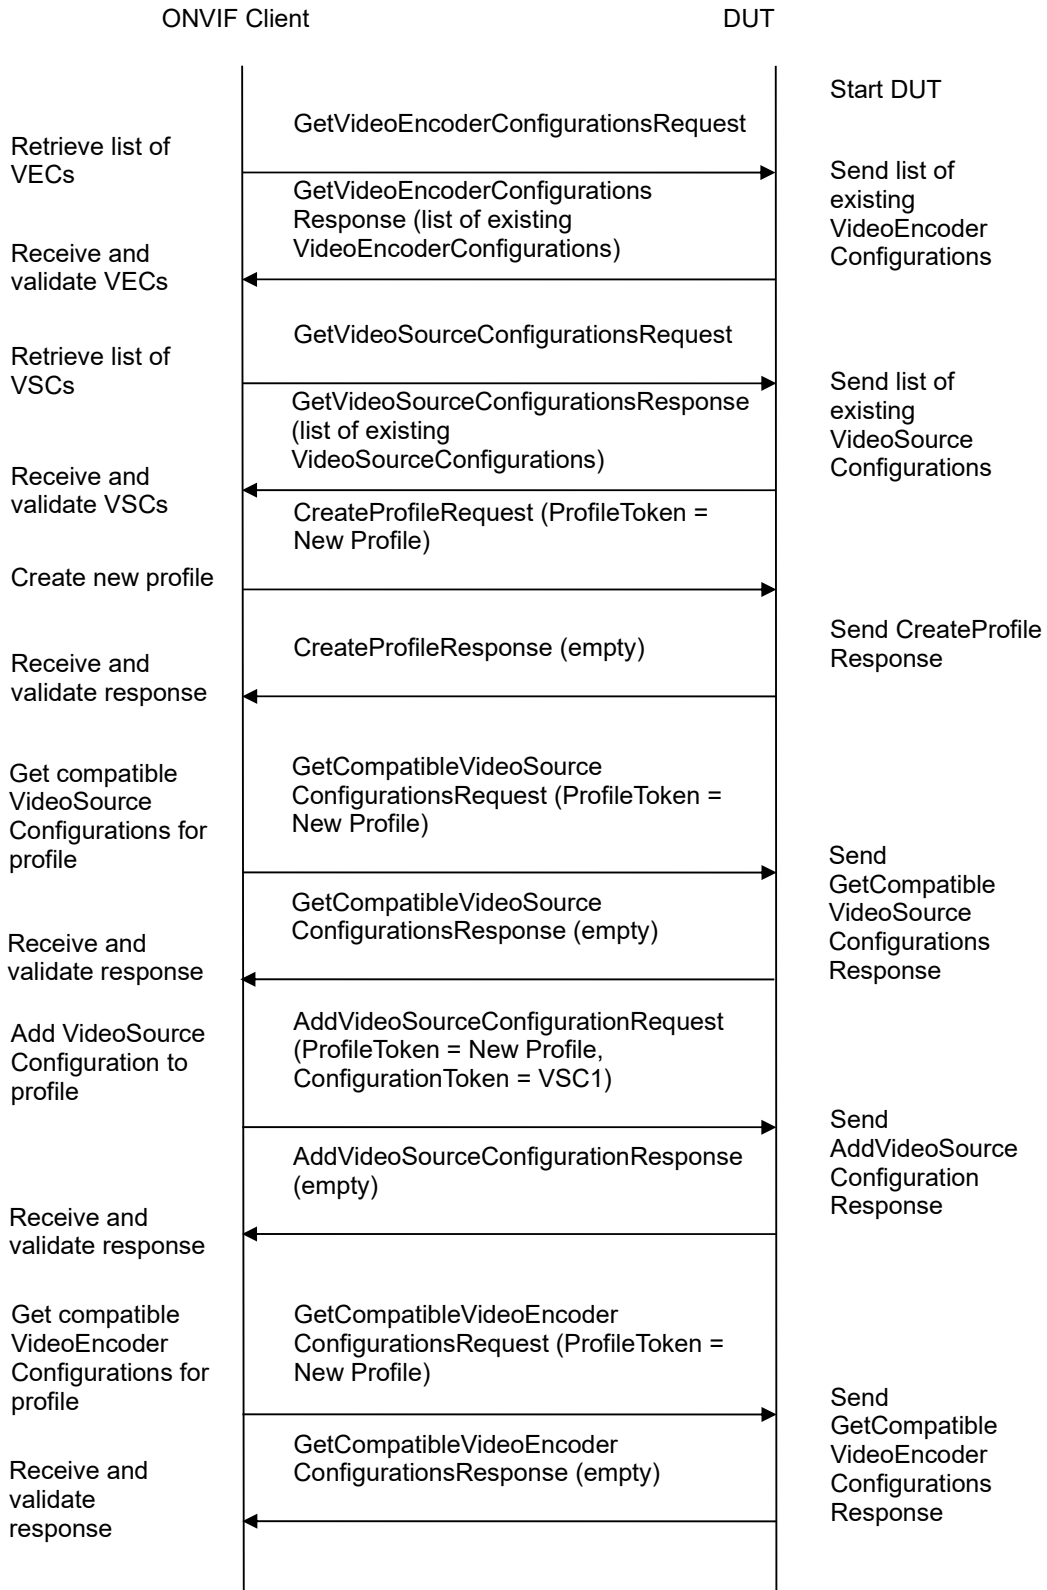 ONVIF Client
DUT
Start DUT
GetVideoEncoderConfigurationsRequest
Retrieve list of
VECs
GetVideoEncoderConfigurations
Response (list of existing
VideoEncoderConfigurations)
Send list of
existing
VideoEncoder
Configurations
Receive and
validate VECs
GetVideoSourceConfigurationsRequest
Retrieve list of
VSCs
GetVideoSourceConfigurationsResponse
(list of existing
VideoSourceConfigurations)
Send list of
existing
VideoSource
Configurations
Receive and
validate VSCs
CreateProfileRequest (ProfileToken =
New Profile)
Create new profile
Send CreateProfile
Response
CreateProfileResponse (empty)
Receive and
validate response
GetCompatibleVideoSource
ConfigurationsRequest (ProfileToken =
New Profile)
Get compatible
VideoSource
Configurations for
profile
Send
GetCompatible
VideoSource
Configurations
Response
GetCompatibleVideoSource
ConfigurationsResponse (empty)
Receive and
validate response
AddVideoSourceConfigurationRequest
(ProfileToken = New Profile,
ConfigurationToken = VSC1)
Add VideoSource
Configuration to
profile
Send
AddVideoSource
Configuration
Response
AddVideoSourceConfigurationResponse
(empty)
Receive and
validate response
GetCompatibleVideoEncoder
ConfigurationsRequest (ProfileToken =
New Profile)
Get compatible
VideoEncoder
Configurations for
profile
Send
GetCompatible
VideoEncoder
Configurations
Response
GetCompatibleVideoEncoder
ConfigurationsResponse (empty)
Receive and
validate
response